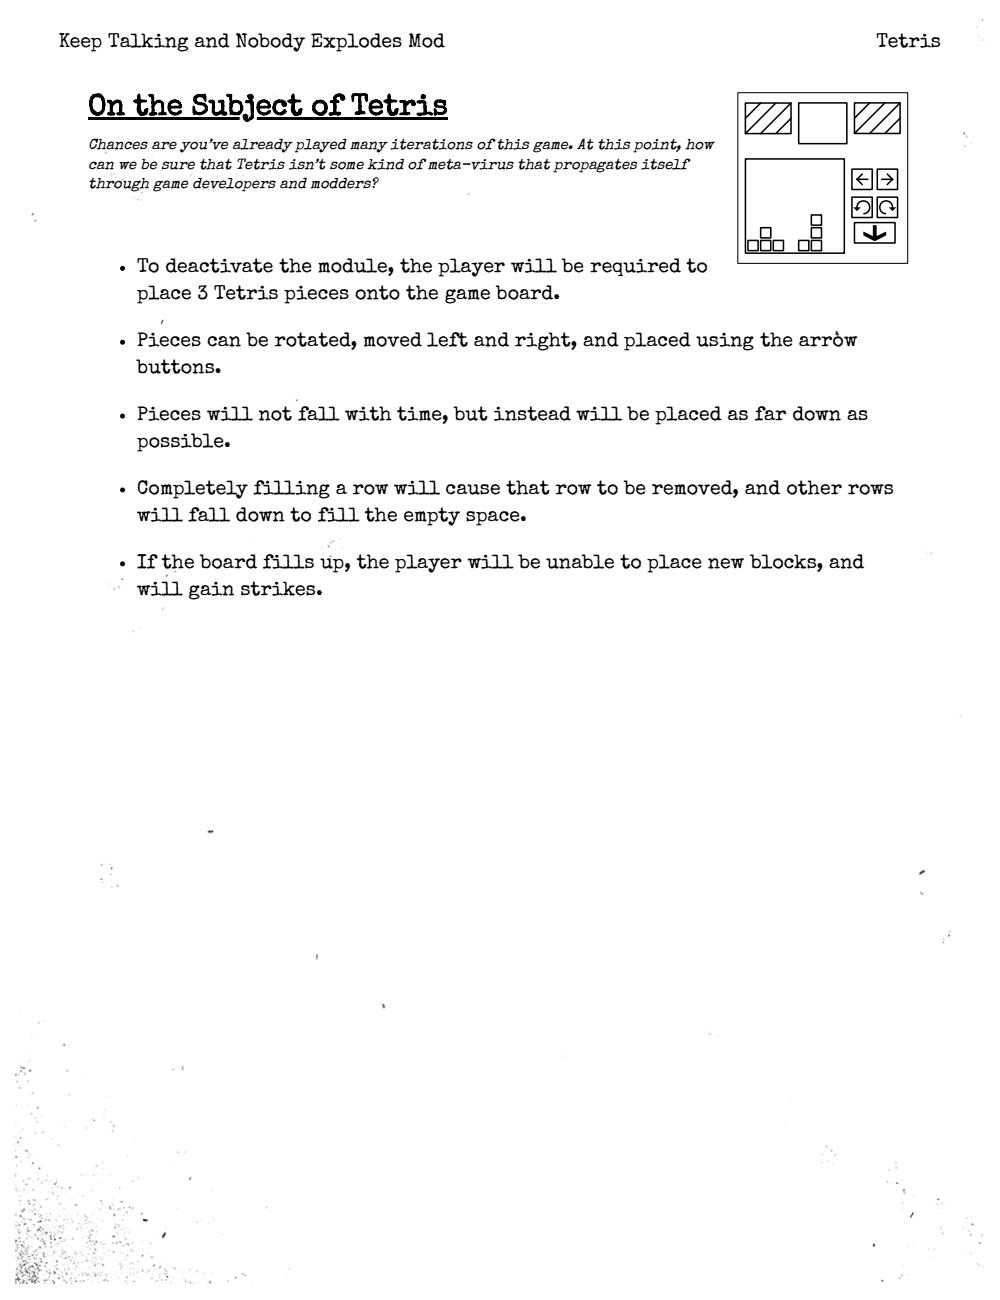 Keep Talking and Nobody Explodes Mod
Tetris
On the Subject of Tetris
Chances are you've already played many iterations of this game. At this point, how
can we be sure that Tetris isn't some kind of meta-virus that propagates itself
through game developers and modders?
• To deactivate the module, the player will be required to
place 3 Tetris pieces onto the game board.
• Pieces can be rotated, moved left and right, and placed using the arrow
buttons.
• Pieces will not fall with time, but instead will be placed as far down as
possible.
• Completely filling a row will cause that row to be removed, and other rows
will fall down to fill the empty space.
• If the board fills up, the player will be unable to place new blocks, and
will gain strikes.